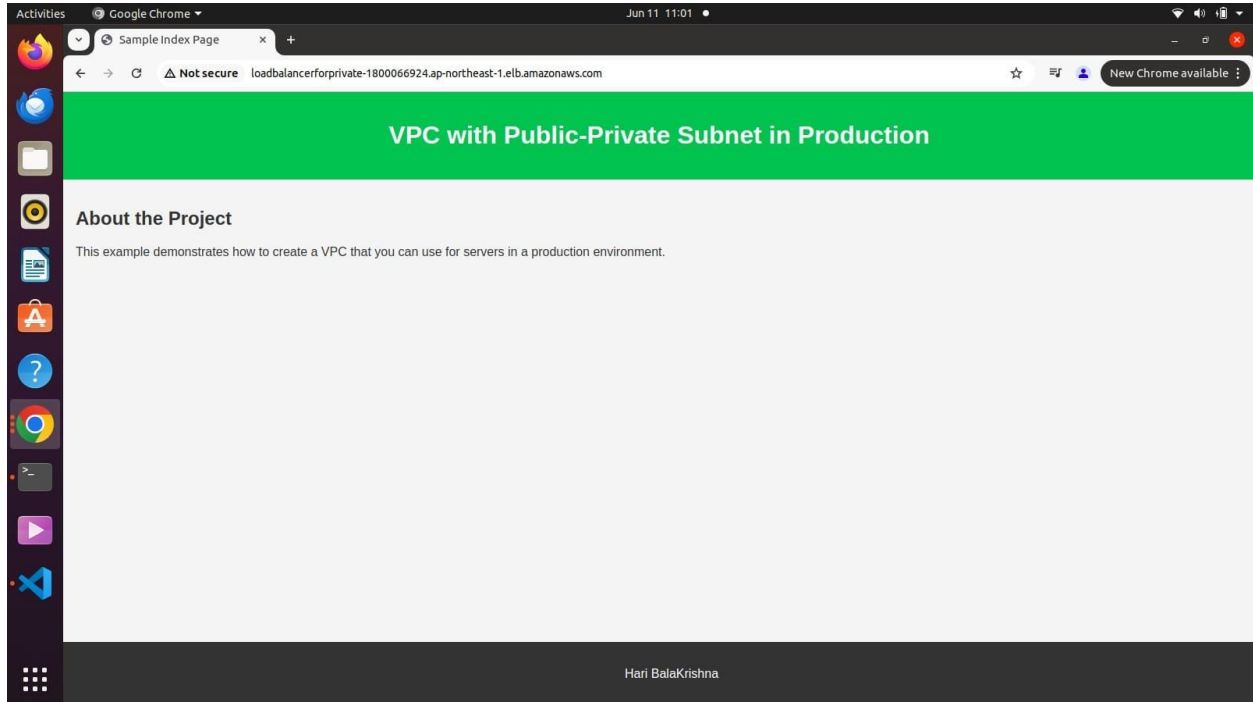 Activities
Google Chrome
Jun 11 11:01
Sample Index Page
Not secure
loadbalancerforprivate-1800066924.ap-northeast-1.elb.amazonaws.com
New Chrome available
VPC with Public-Private Subnet in Production
About the Project
This example demonstrates how to create a VPC that you can use for servers in a production environment.
Hari BalaKrishna